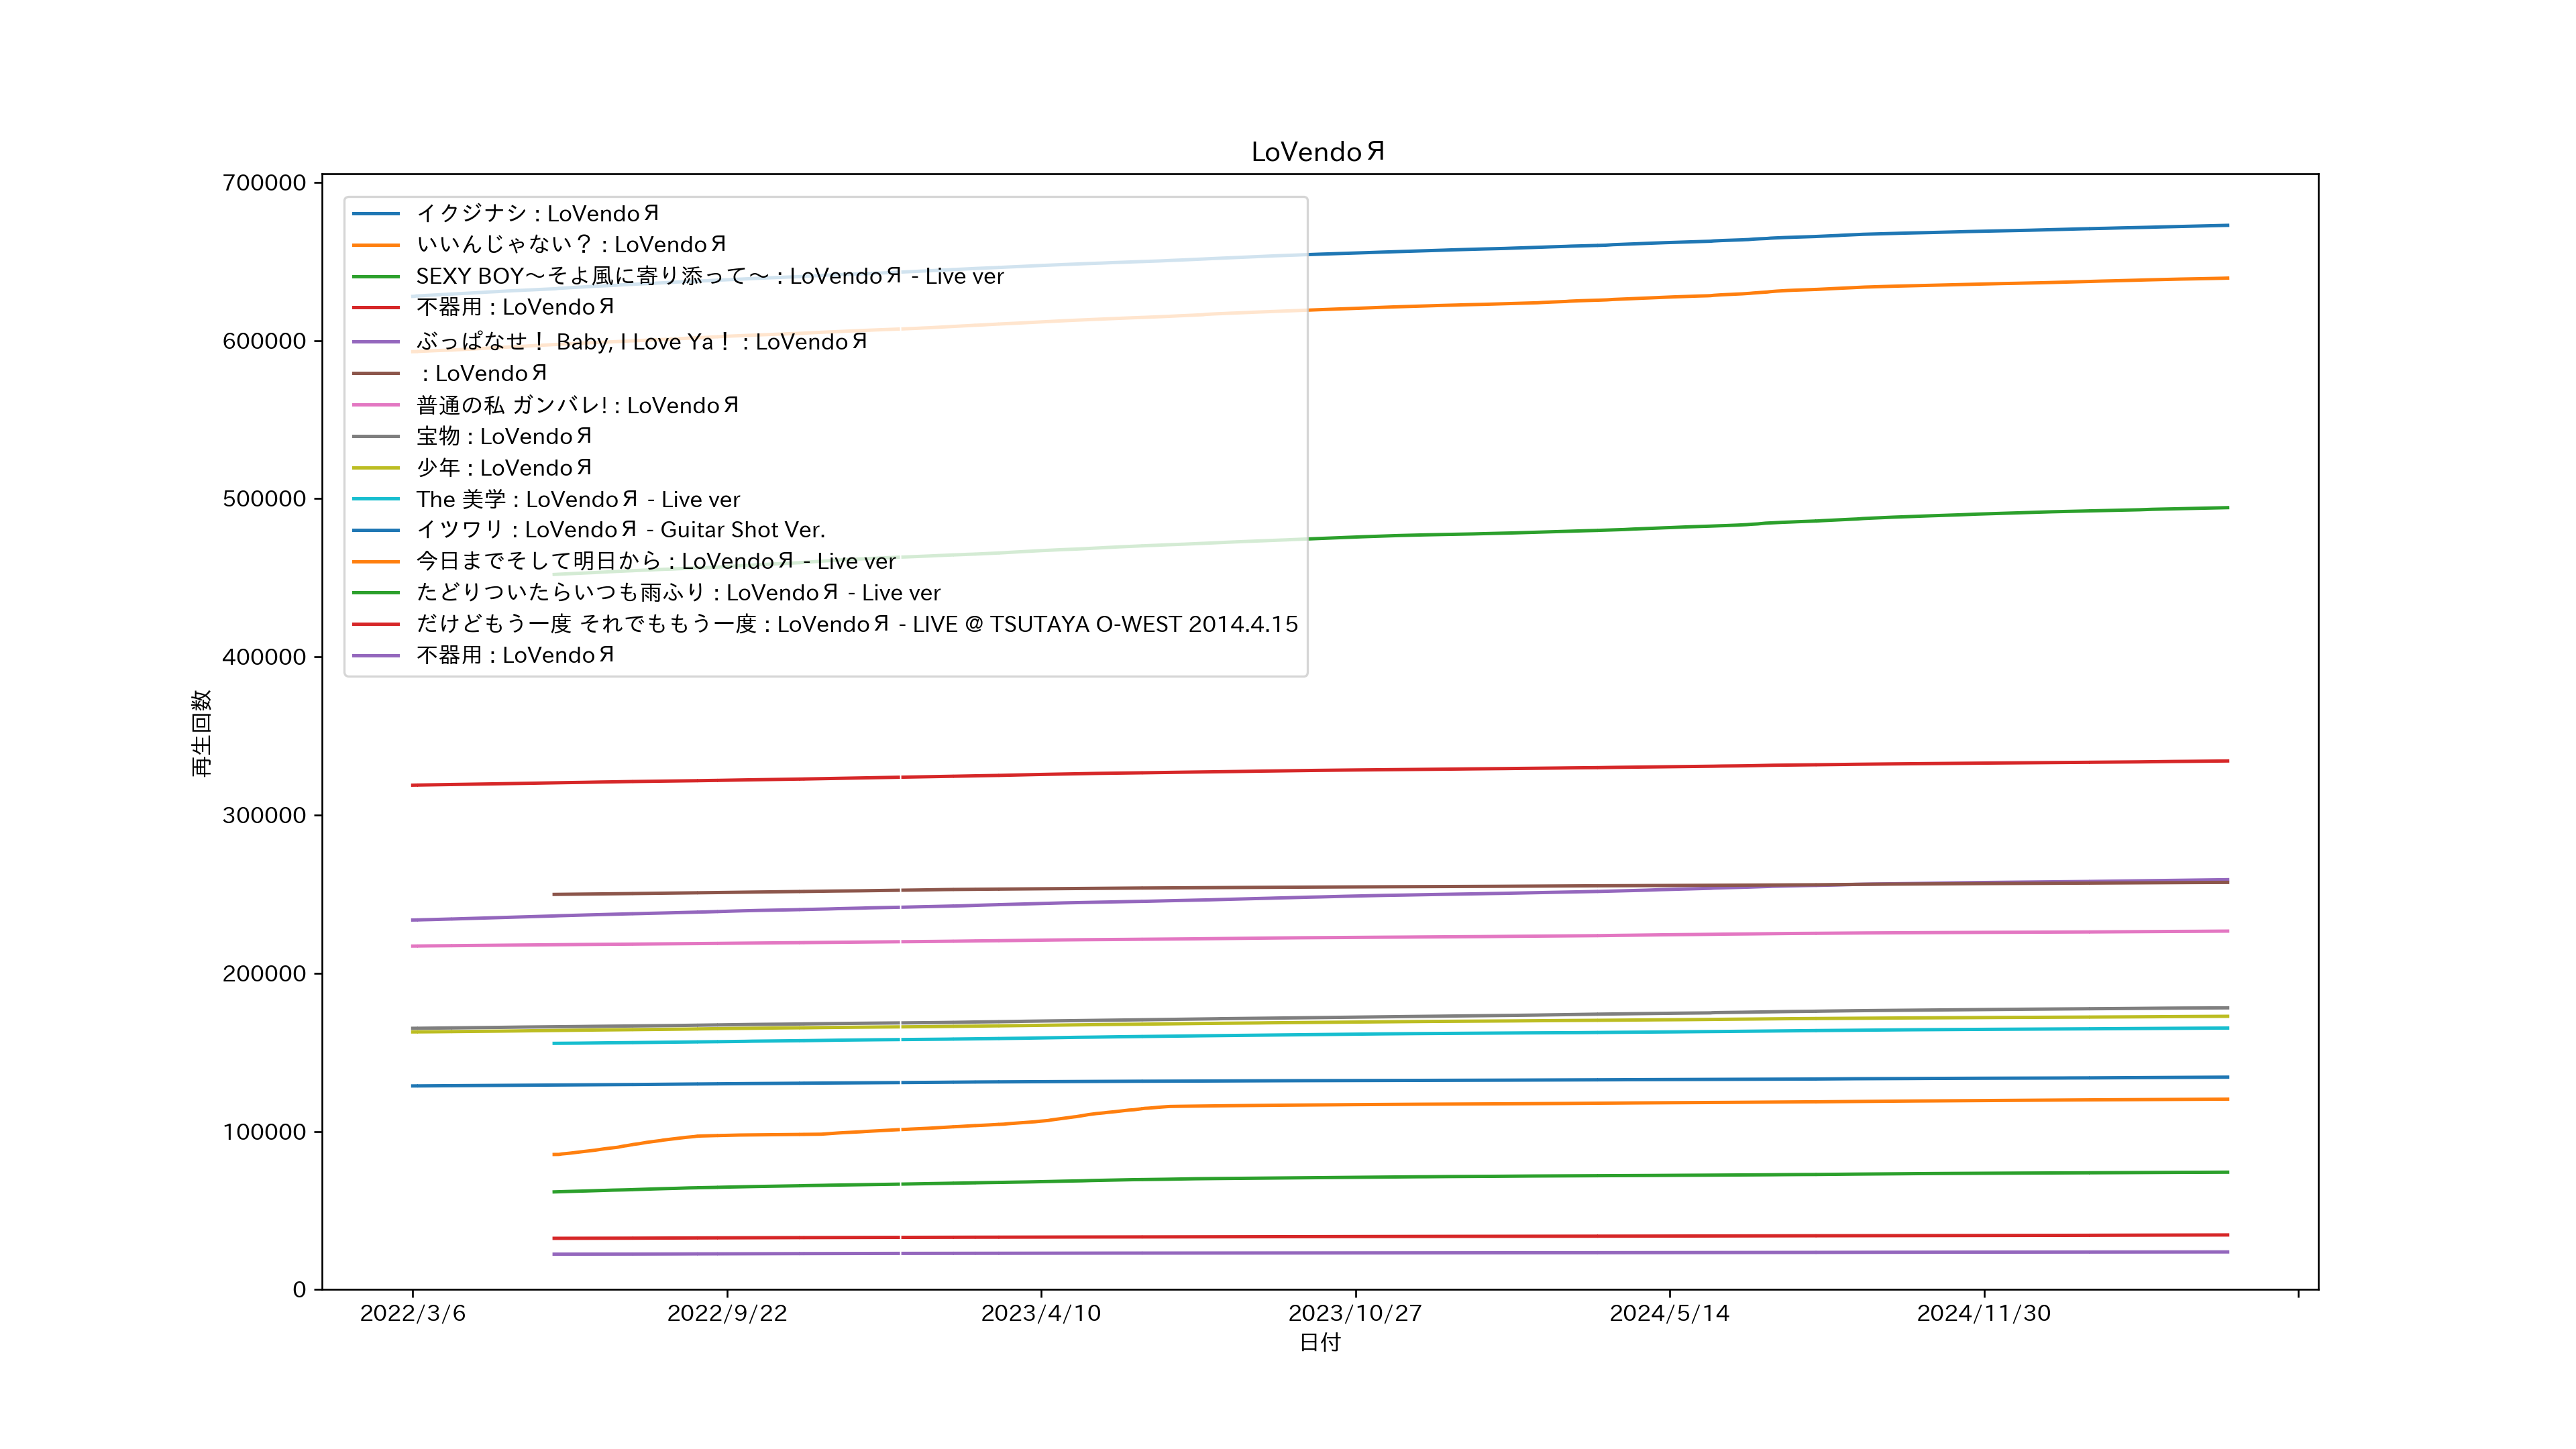 LoVendoЯ
700000
600000
500000
400000
300000
200000
100000
0
再生回数
イクジナシ : LoVendoЯ
いいんじゃない？ : LoVendoЯ
SEXY BOY～そよ風に寄り添って～ : LoVendoЯ - Live ver
不器用 : LoVendoЯ
ぶっぱなせ！ Baby, I Love Ya！ : LoVendoЯ
: LoVendoЯ
普通の私 ガンバレ! : LoVendoЯ
宝物 : LoVendoЯ
少年 : LoVendoЯ
The 美学 : LoVendoЯ - Live ver
イツワリ : LoVendoЯ - Guitar Shot Ver.
今日までそして明日から : LoVendoЯ - Live ver
たどりついたらいつも雨ふり : LoVendoЯ - Live ver
だけどもう一度 それでももう一度 : LoVendoЯ - LIVE @ TSUTAYA O-WEST 2014.4.15
不器用 : LoVendoЯ
2022/3/6 2022/9/22 2023/4/10 2023/10/27 2024/5/14 2024/11/30
日付